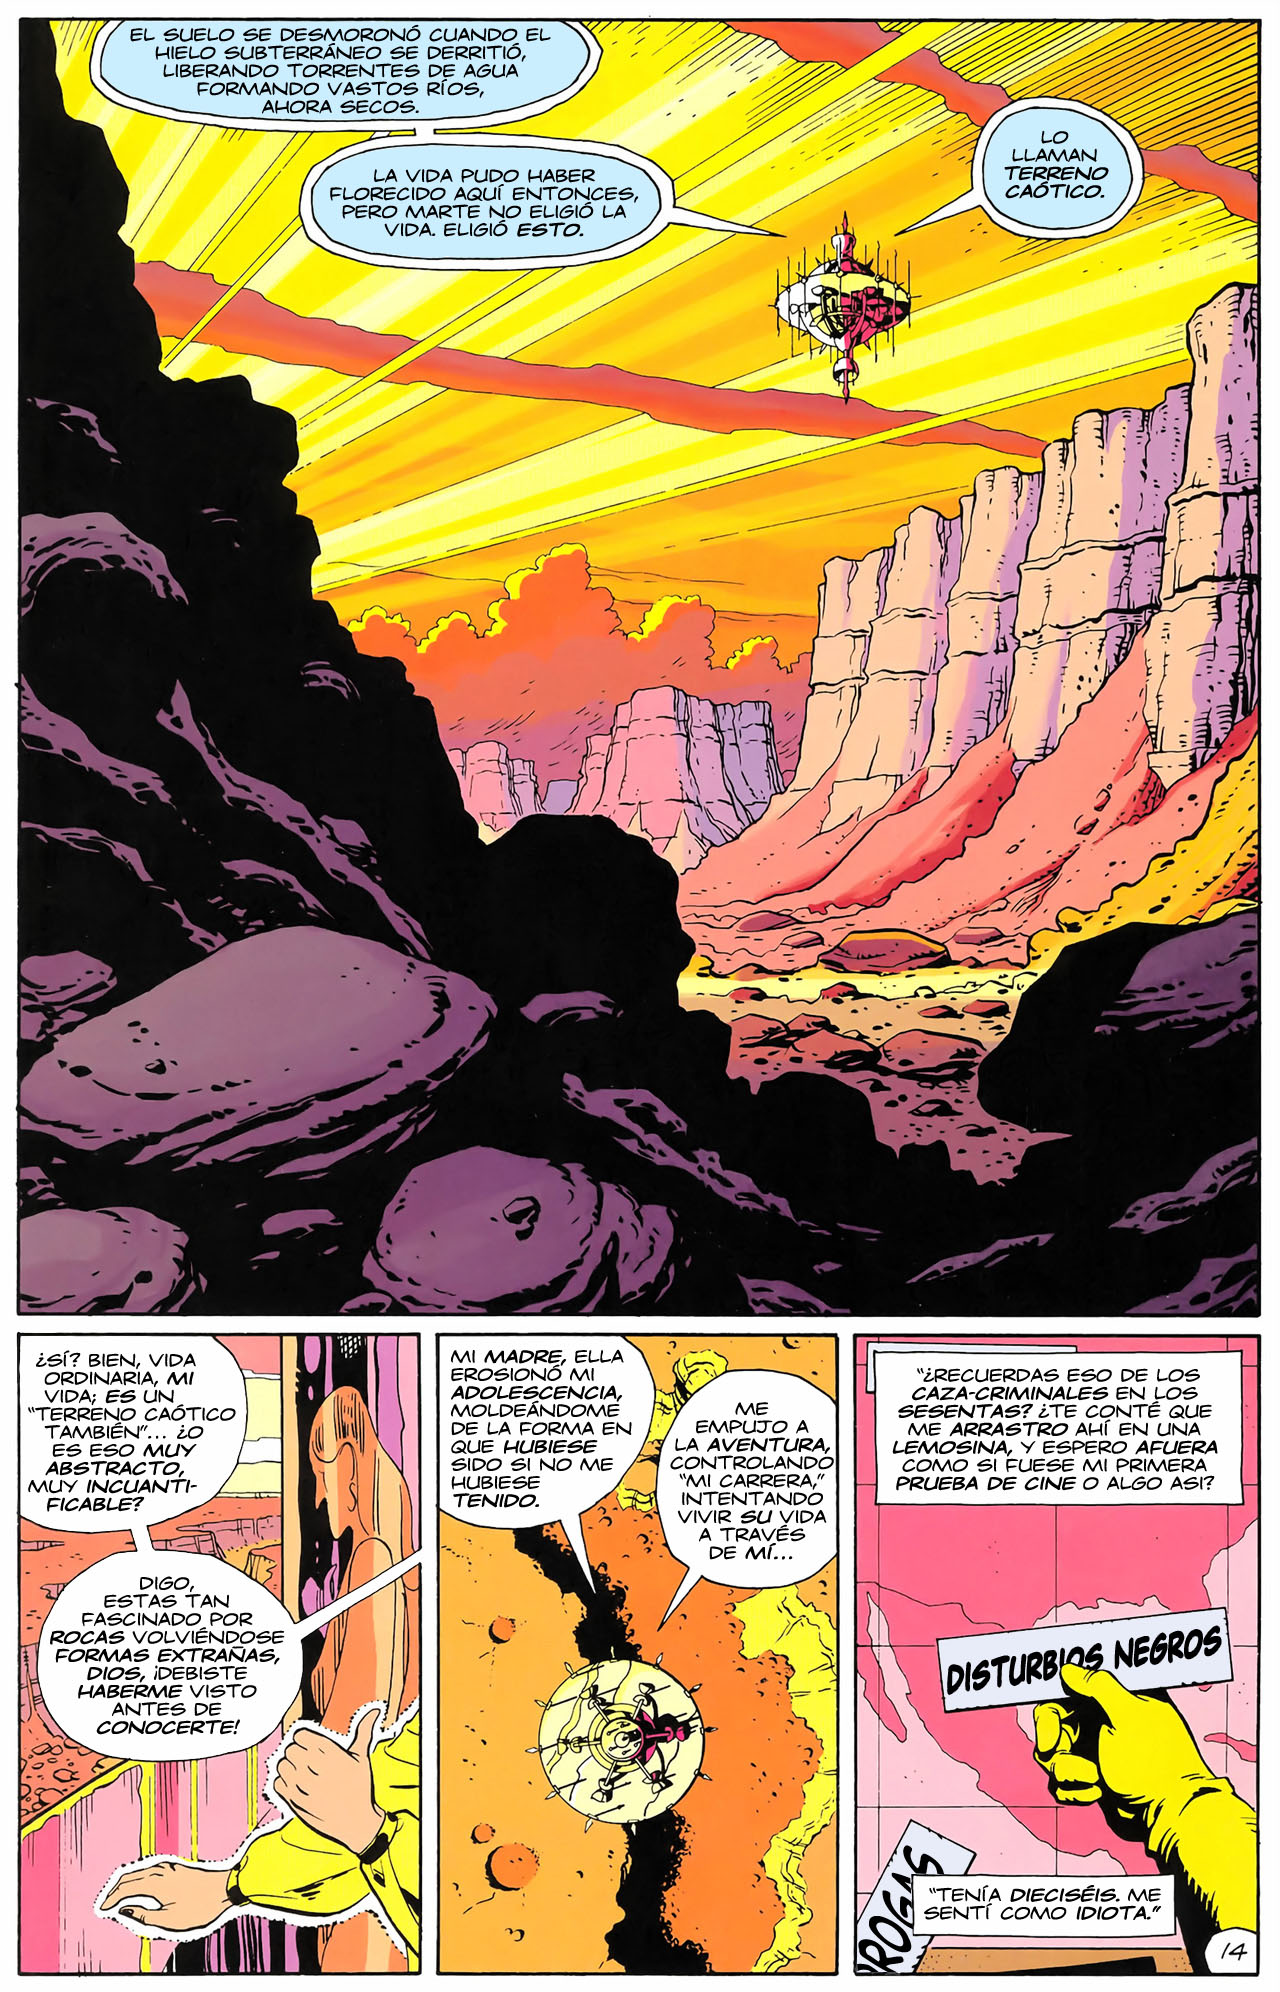 EL SUELO SE DESMORONÓ CUANDO EL
HIELO SUBTERRÁNEO SE DERRITIÓ,
LIBERANDO TORRENTES DE AGUA
FORMANDO VASTOS RÍOS,
AHORA SECOS.
LA VIDA PUDO HABER
FLORECIDO AQUÍ ENTONCES,
PERO MARTE NO ELIGIÓ LA
VIDA. ELIGIÓ ESTO.
LO
LLAMAN
TERRENO
CAÓTICO.
¿SÍ? BIEN, VIDA
ORDINARIA, MI
VIDA; ES UN
"TERRENO CAÓTICO
TAMBIÉN"... ¿O
ES ESO MUY
ABSTRACTO,
MUY INCUANTI-
FICABLE?
DIGO,
ESTAS TAN
FASCINADO POR
ROCAS VOLVIÉNDOSE
FORMAS EXTRAÑAS,
DIOS, ¡DEBISTE
HABERME VISTO
ANTES DE
CONOCERTE!
MI MADRE, ELLA
EROSIONÓ MI
ADOLESCENCIA,
MOLDEÁNDOME
DE LA FORMA EN
QUE HUBIESE
SIDO SI NO ME
HUBIESE
TENIDO.
ME
EMPUJO A
LA AVENTURA,
CONTROLANDO
"MI CARRERA,"
INTENTANDO
VIVIR SU VIDA
A TRAVÉS
DE MÍ...
"¿RECUERDAS ESO DE LOS
CAZA-CRIMINALES EN LOS
SESENTAS? ¿TE CONTÉ QUE
ME ARRASTRO AHÍ EN UNA
LEMOSINA, Y ESPERO AFUERA
COMO SI FUESE MI PRIMERA
PRUEBA DE CINE O ALGO ASI?
DISTURBIOS NEGROS
ROGAS
"TENÍA DIECISÉIS. ME
SENTÍ COMO IDIOTA."
14